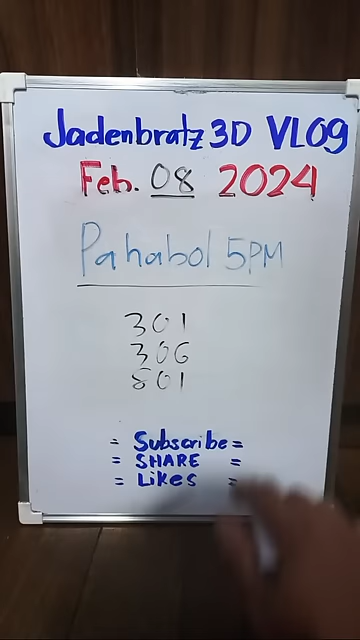 Jadenbratz 3D VLOG
Feb. 08 2024
Pahabol 5PM
301
306
801
= Subscribe =
= SHARE =
= Likes =